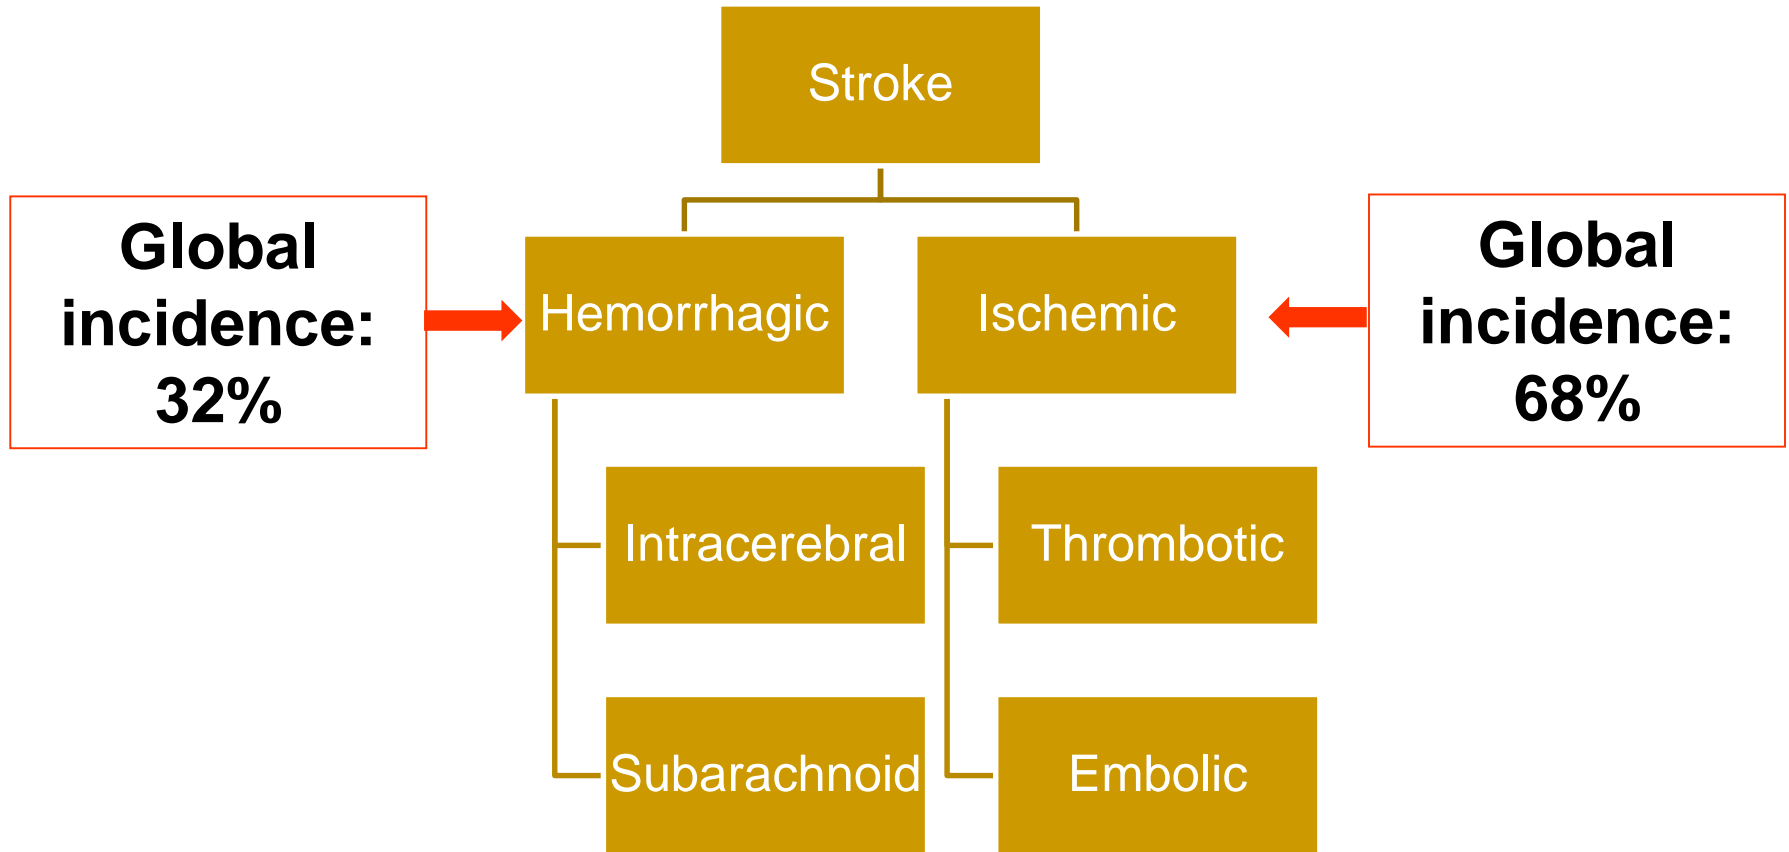 Stroke
Global
incidence:
32%
Hemorrhagic
Ischemic
Global
incidence:
68%
Intracerebral
Thrombotic
Subarachnoid
Embolic